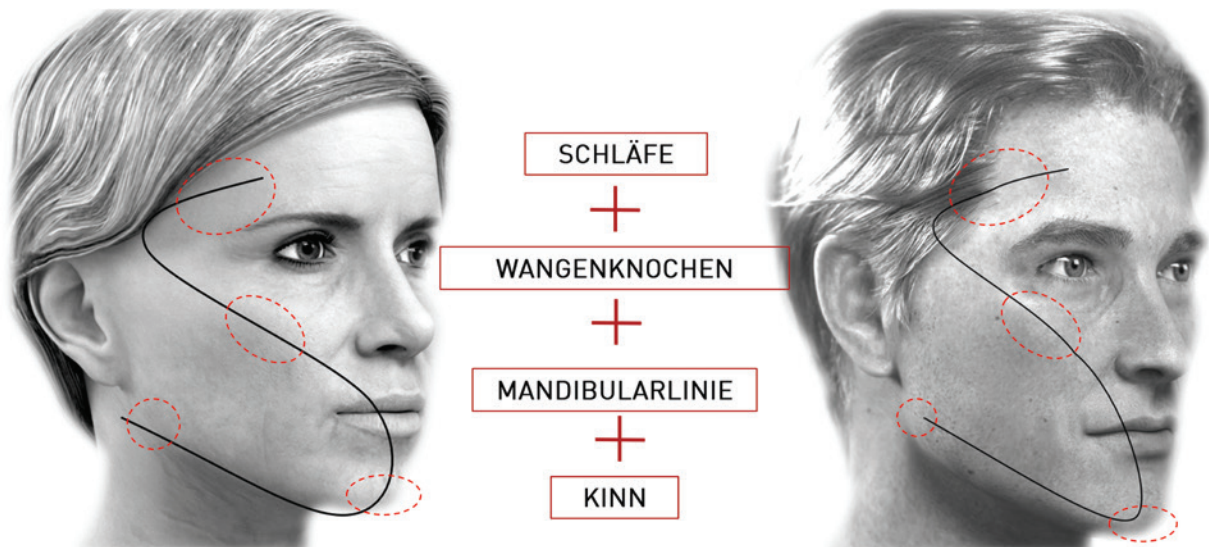 SCHLÄFE
+
WANGENKNOCHEN
+
MANDIBULARLINIE
+
KINN